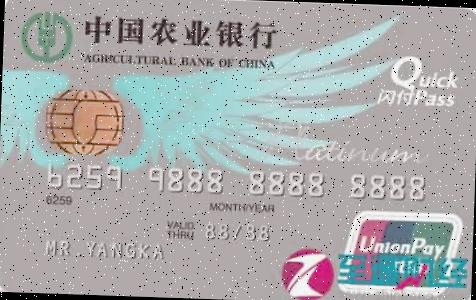 中国农业银行
AGRICULTURAL BANK OF CHINA
Quick
闪付Pass
Platinum
6259 9888 8888 8888
6259
MONTH/YEAR
VALID
THRU 88/88
MR.YANGKA
UnionPay
银联